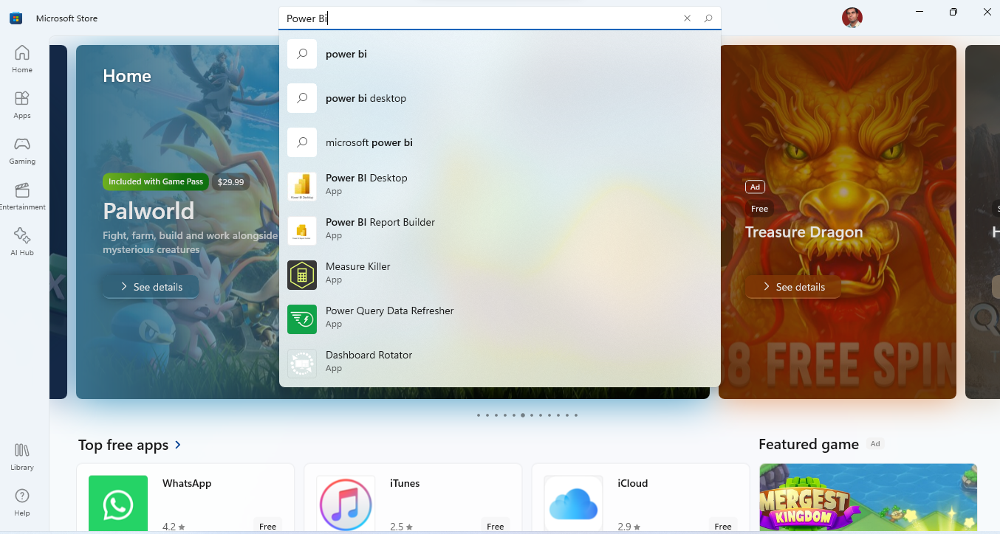 Microsoft Store
Power Bi
Home
Apps
Gaming
Entertainment
AI Hub
Library
Help
Home
Included with Game Pass
$29.99
Palworld
Fight, farm, build and work alongside
mysterious creatures
See details
power bi
power bi desktop
microsoft power bi
Power BI Desktop
Power BI Desktop
App
Power BI Report Builder
App
Measure Killer
App
Power Query Data Refresher
App
Dashboard Rotator
App
Ad
Free
Treasure Dragon
See details
8 FREE SPIN
Top free apps
WhatsApp
4.2
Free
iTunes
2.5
Free
iCloud
2.9
Free
Featured game
Ad
MERGEST
KINGDOM